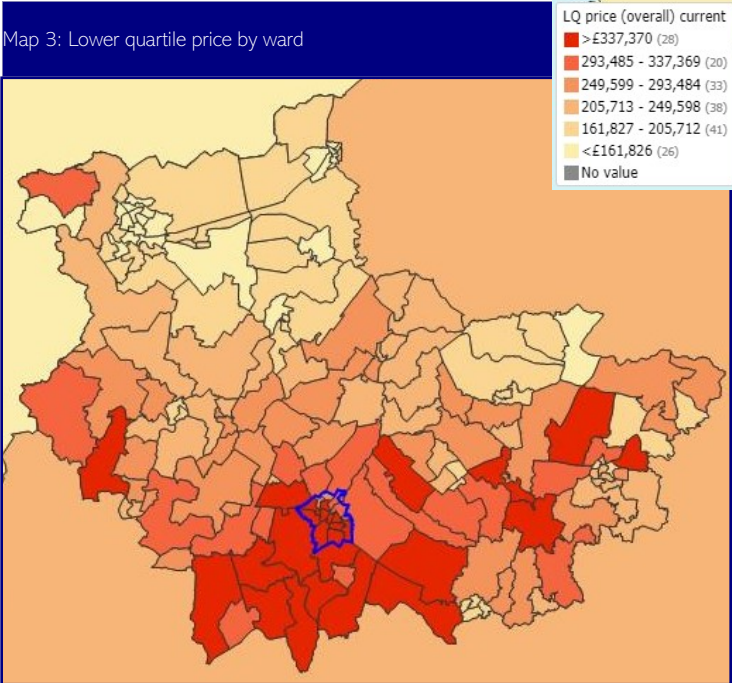 Map 3: Lower quartile price by ward
LQ price (overall) current
>£337,370 (28)
293,485 - 337,369 (20)
249,599 - 293,484 (33)
205,713 - 249,598 (38)
161,827 - 205,712 (41)
<£161,826 (26)
No value